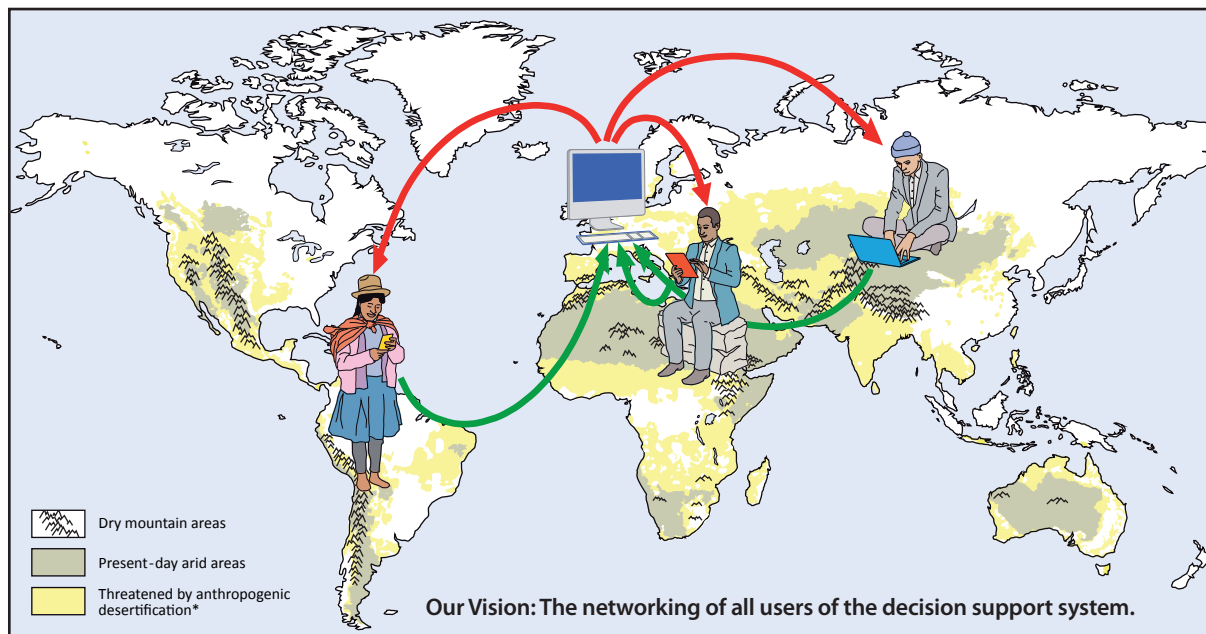 Dry mountain areas
Present-day arid areas
Threatened by anthropogenic
desertification*
Our Vision: The networking of all users of the decision support system.